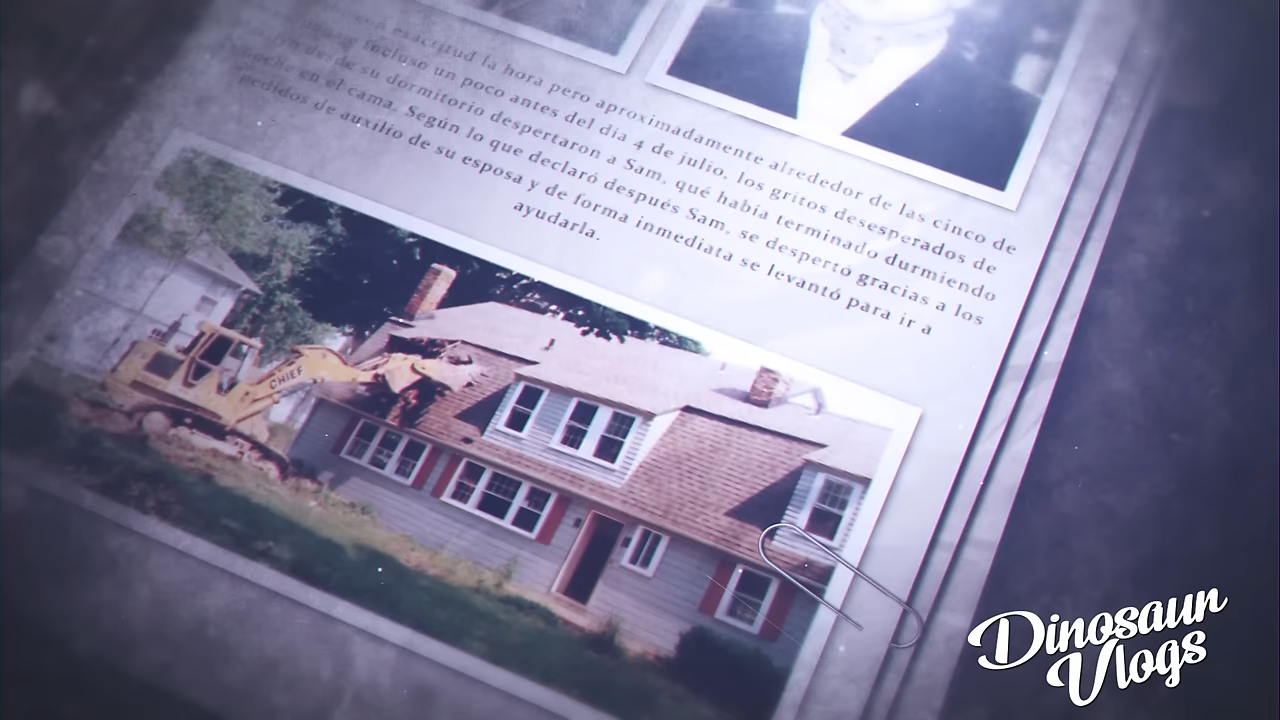 exactitud la hora pero aproximadamente alrededor de las cinco de
incluso un poco antes del día 4 de julio, los gritos desesperados de
desde su dormitorio despertaron a Sam, qué había terminado durmiendo
noche en el cama. Según lo que declaró después Sam, se despertó gracias a los
pedidos de auxilio de su esposa y de forma inmediata se levantó para ir a
ayudarla.
CHIEF
Dinosaur
Vlogs